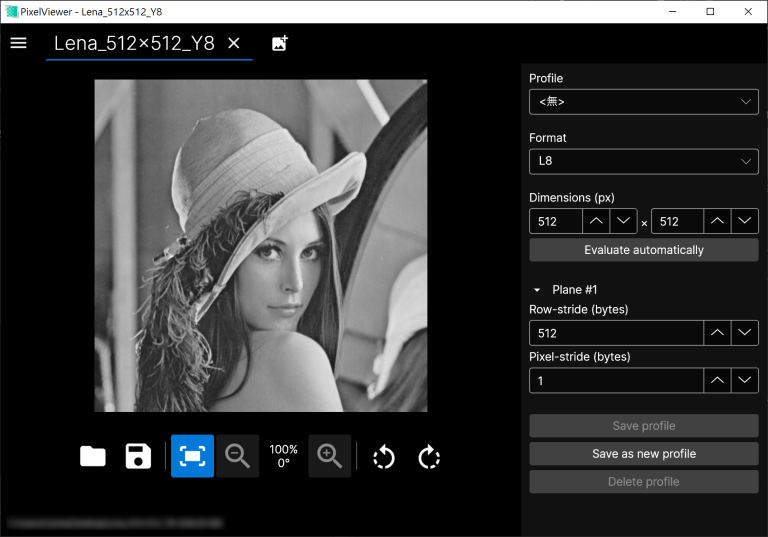 PixelViewer - Lena_512x512_Y8
Lena_512×512_Y8
Profile
<無>
Format
L8
Dimensions (px)
512 × 512
Evaluate automatically
Plane #1
Row-stride (bytes)
512
Pixel-stride (bytes)
1
Save profile
Save as new profile
Delete profile
100%
0°